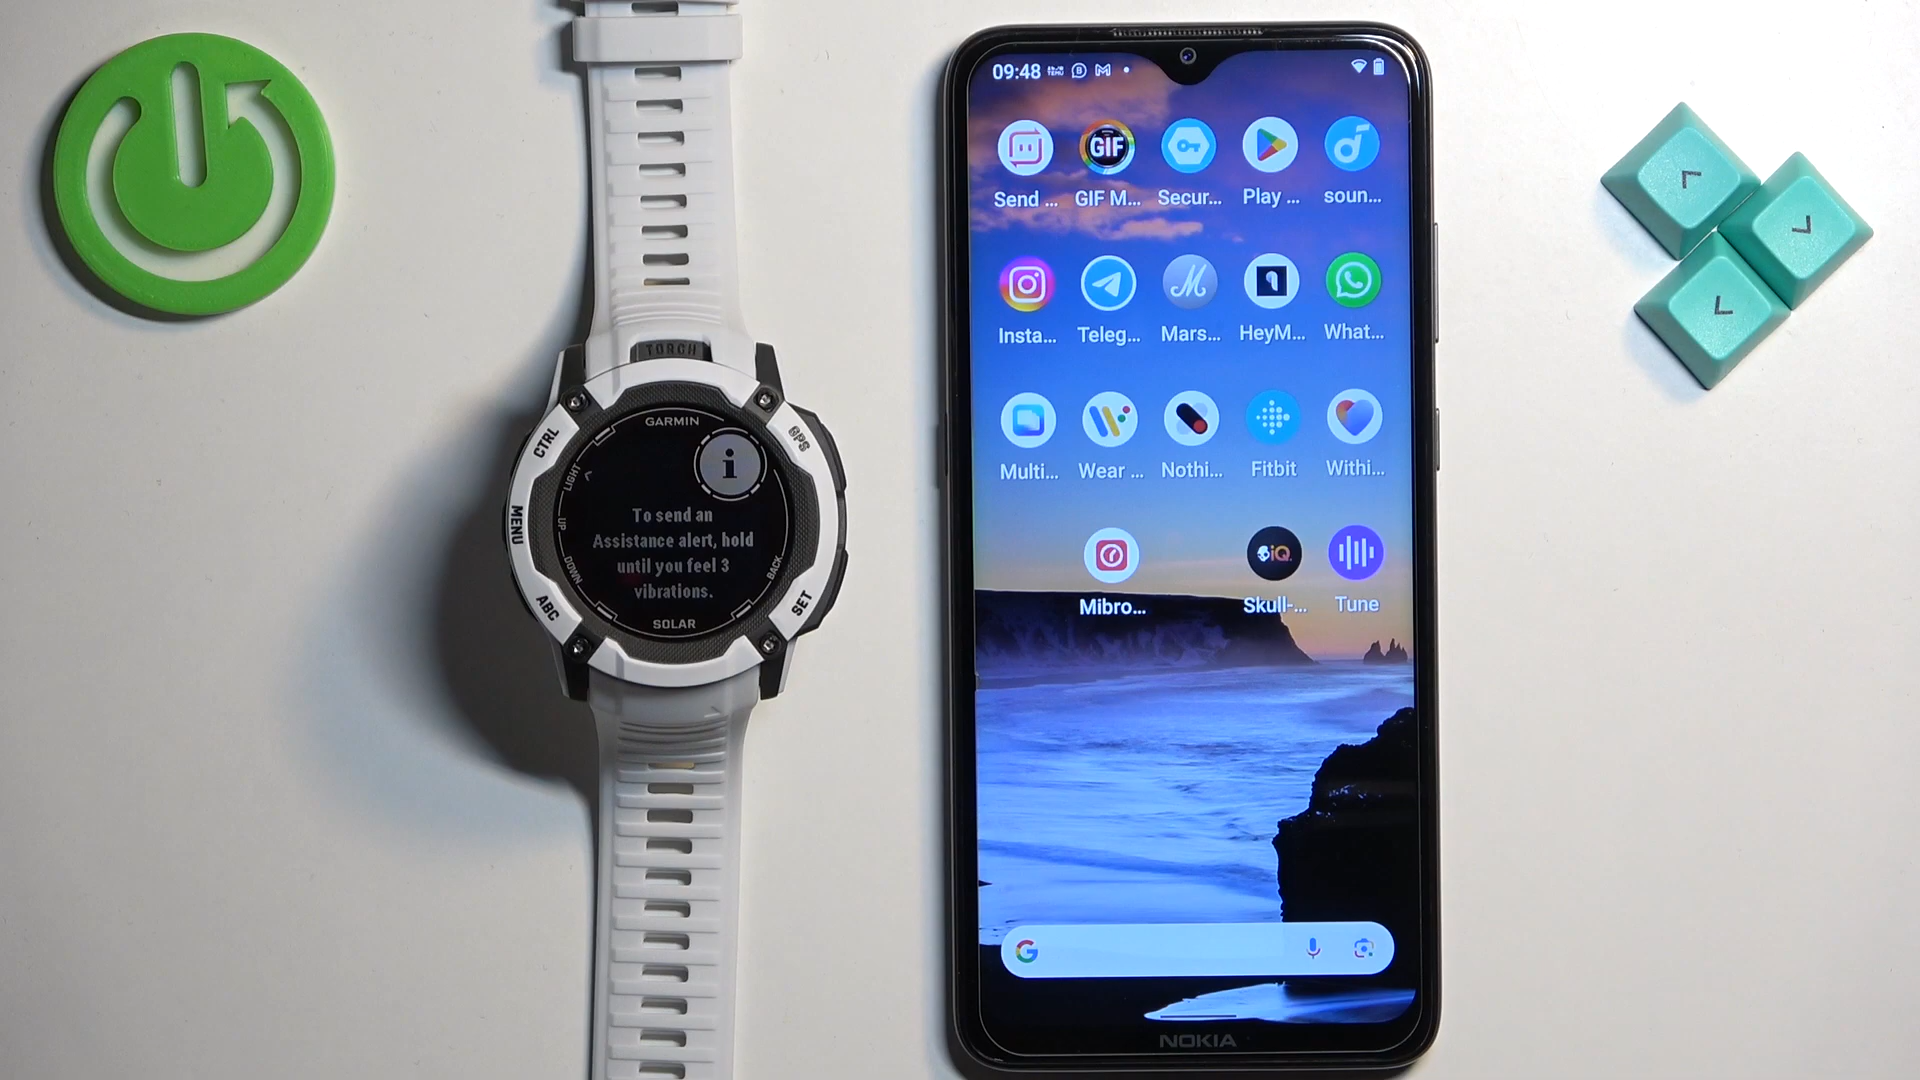 TORCH
GARMIN
GPS
CTRL
LIGHT
MENU
UP
DOWN
BACK
ABC
SET
SOLAR
i
To send an
Assistance alert, hold
until you feel 3
vibrations.
09:48
Send ...
GIF
GIF M...
Secur...
Play ...
soun...
Insta...
Teleg...
Mars...
HeyM...
What...
Multi...
Wear ...
Nothi...
Fitbit
Withi...
Mibro...
iQ
Skull-...
Tune
G
NOKIA